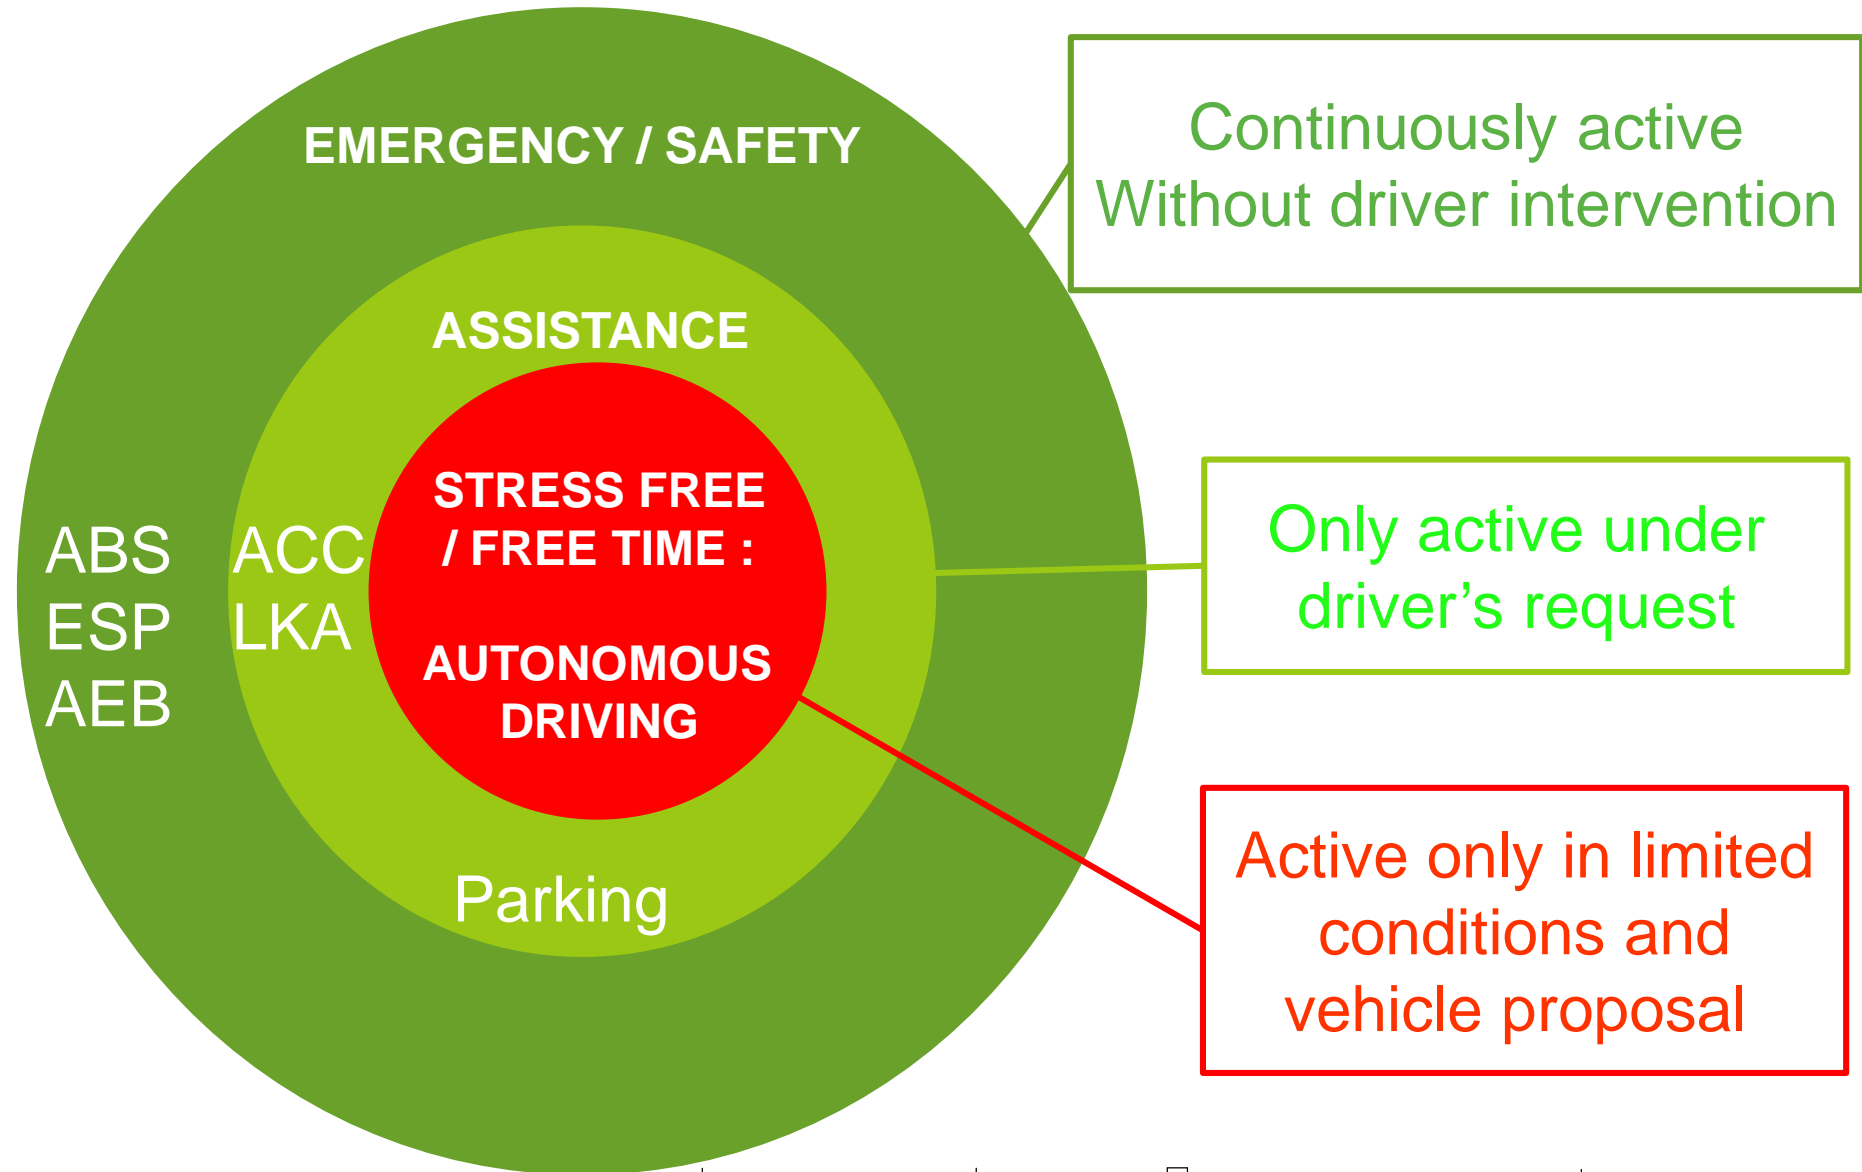 EMERGENCY / SAFETY
ASSISTANCE
STRESS FREE
/ FREE TIME :
AUTONOMOUS
DRIVING
ABS
ESP
AEB
ACC
LKA
Parking
Continuously active
Without driver intervention
Only active under
driver’s request
Active only in limited
conditions and
vehicle proposal